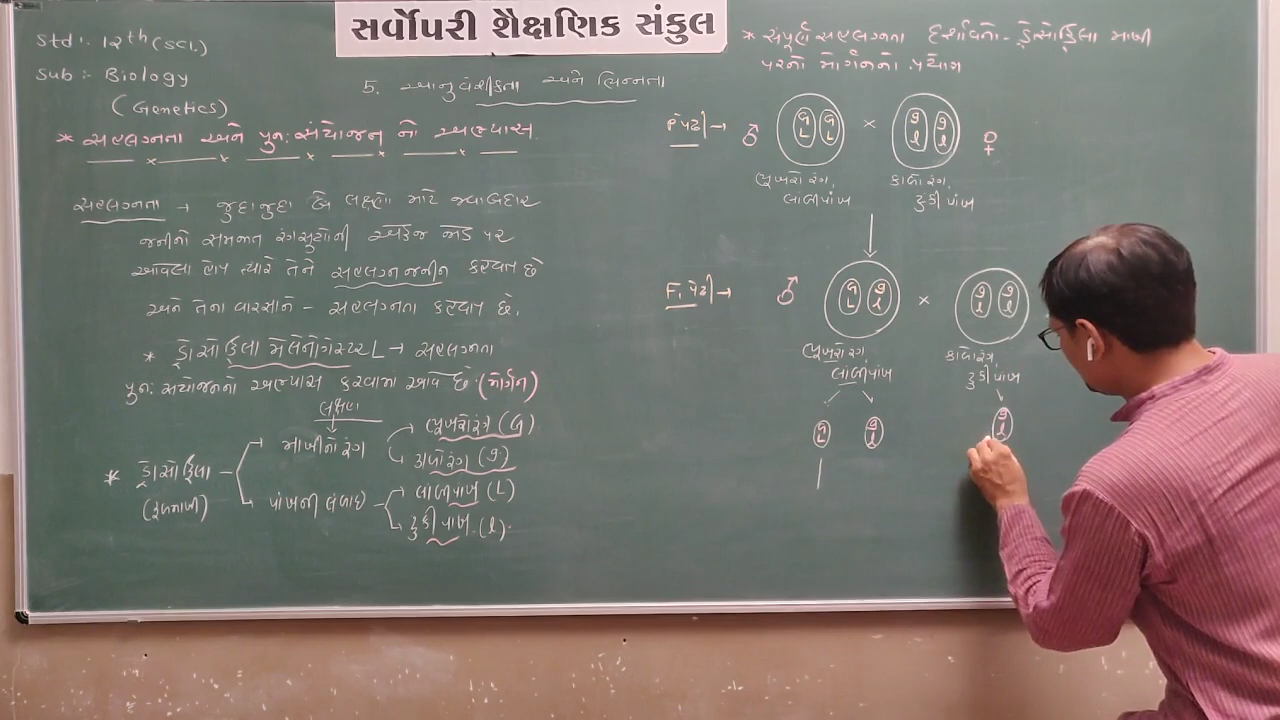 સર્વોપરી શૈક્ષણિક સંકુલ
Std :- 12th (Sci.)
Sub :- Biology
(Genetics)
5. આનુવંશીકતા અને ભિન્નતા
* સહલગ્નતા અને પુનઃસંયોજન નો અભ્યાસ.
સહલગ્નતા → જુદાજુદા બે લક્ષણો માટે જવાબદાર
જનીનો સમજાત રંગસૂત્રોની એકજ જોડ પર
આવેલા હોય ત્યારે તેને સહલગ્ન જનીન કહેવાત છે
અને તેના વારસાને - સહલગ્નતા કહેવાત છે.
* ડ્રોસોફિલા મેલેનોગેસ્ટર → સહલગ્નતા
પુનઃ સંયોજનનો અભ્યાસ કરવામાં આવે છે. (મોર્ગન)
લક્ષણ
* ડ્રોસોફિલા
(ફળમાખી)
માખીનો રંગ
ભૂખરોરંગ (G)
કાળોરંગ (g)
પાંખની લંબાઇ
લાંબીપાંખ (L)
ટુકી પાંખ (l).
* સંપૂર્ણ સહલગ્નતા દર્શાવતો - ડ્રોસોફિલા માખી
પરનો મોર્ગનનો પ્રયોગ
P પેઢી → ♂ G G × g g ♀
L L l l
ભૂખરો રંગ, કાળો રંગ,
લાંબીપાંખ ટુકી પાંખ
F₁ પેઢી → ♂ G g × g g
L l l l
ભૂખરો રંગ, કાળોરંગ,
લાંબીપાંખ ટુકીપાંખ
G g g
L l l